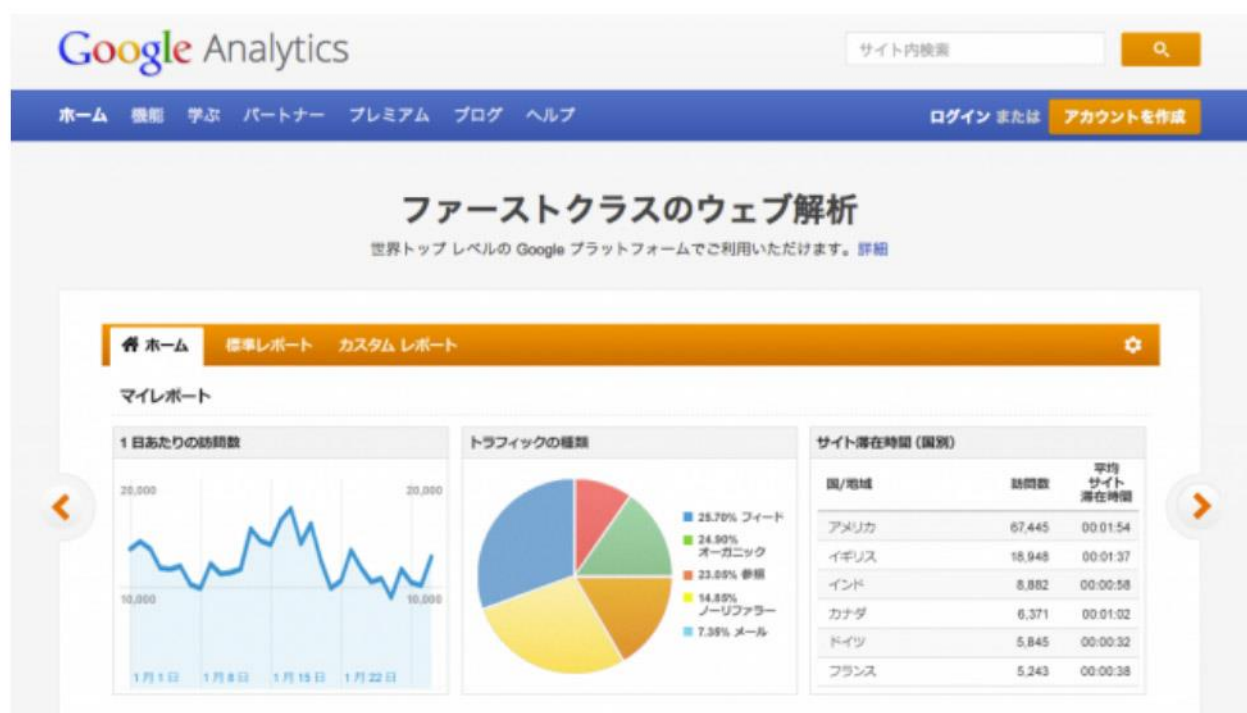 Google Analytics
サイト内検索
ホーム 機能 学ぶ パートナー プレミアム ブログ ヘルプ
ログイン または アカウントを作成
ファーストクラスのウェブ解析
世界トップ レベルの Google プラットフォームでご利用いただけます。詳細
ホーム 標準レポート カスタム レポート
マイレポート
1 日あたりの訪問数
20,000 20,000
10,000 10,000
1月1日 1月8日 1月15日 1月22日
トラフィックの種類
25.70% フィード
24.90%
オーガニック
23.05% 参照
14.85%
ノーリファラー
7.35% メール
サイト滞在時間 (国別)
国/地域 訪問数 平均
サイト
滞在時間
アメリカ 67,445 00:01:54
イギリス 18,948 00:01:37
インド 8,882 00:00:58
カナダ 6,371 00:01:02
ドイツ 5,845 00:00:32
フランス 5,243 00:00:38